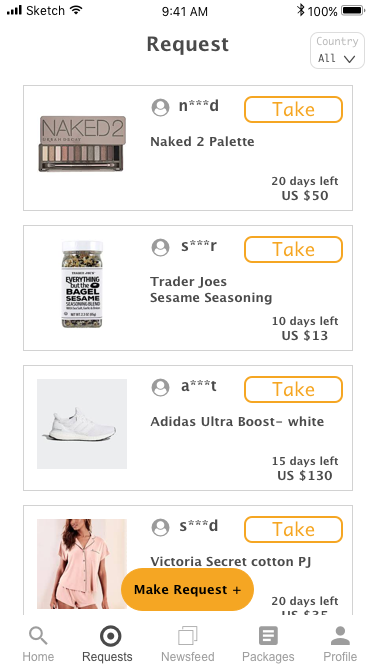 Sketch 9:41 AM 100%
Request
Country
All
n***d Take
NAKED2
Naked 2 Palette
20 days left
US $50
s***r Take
TRADER JOE'S
EVERYTHING
but the
BAGEL
SESAME
SEASONING BLEND
Trader Joes
Sesame Seasoning
10 days left
US $13
a***t Take
Adidas Ultra Boost- white
15 days left
US $130
s***d Take
Victoria Secret cotton PJ
Make Request +
20 days left
US $35
Home Requests Newsfeed Packages Profile